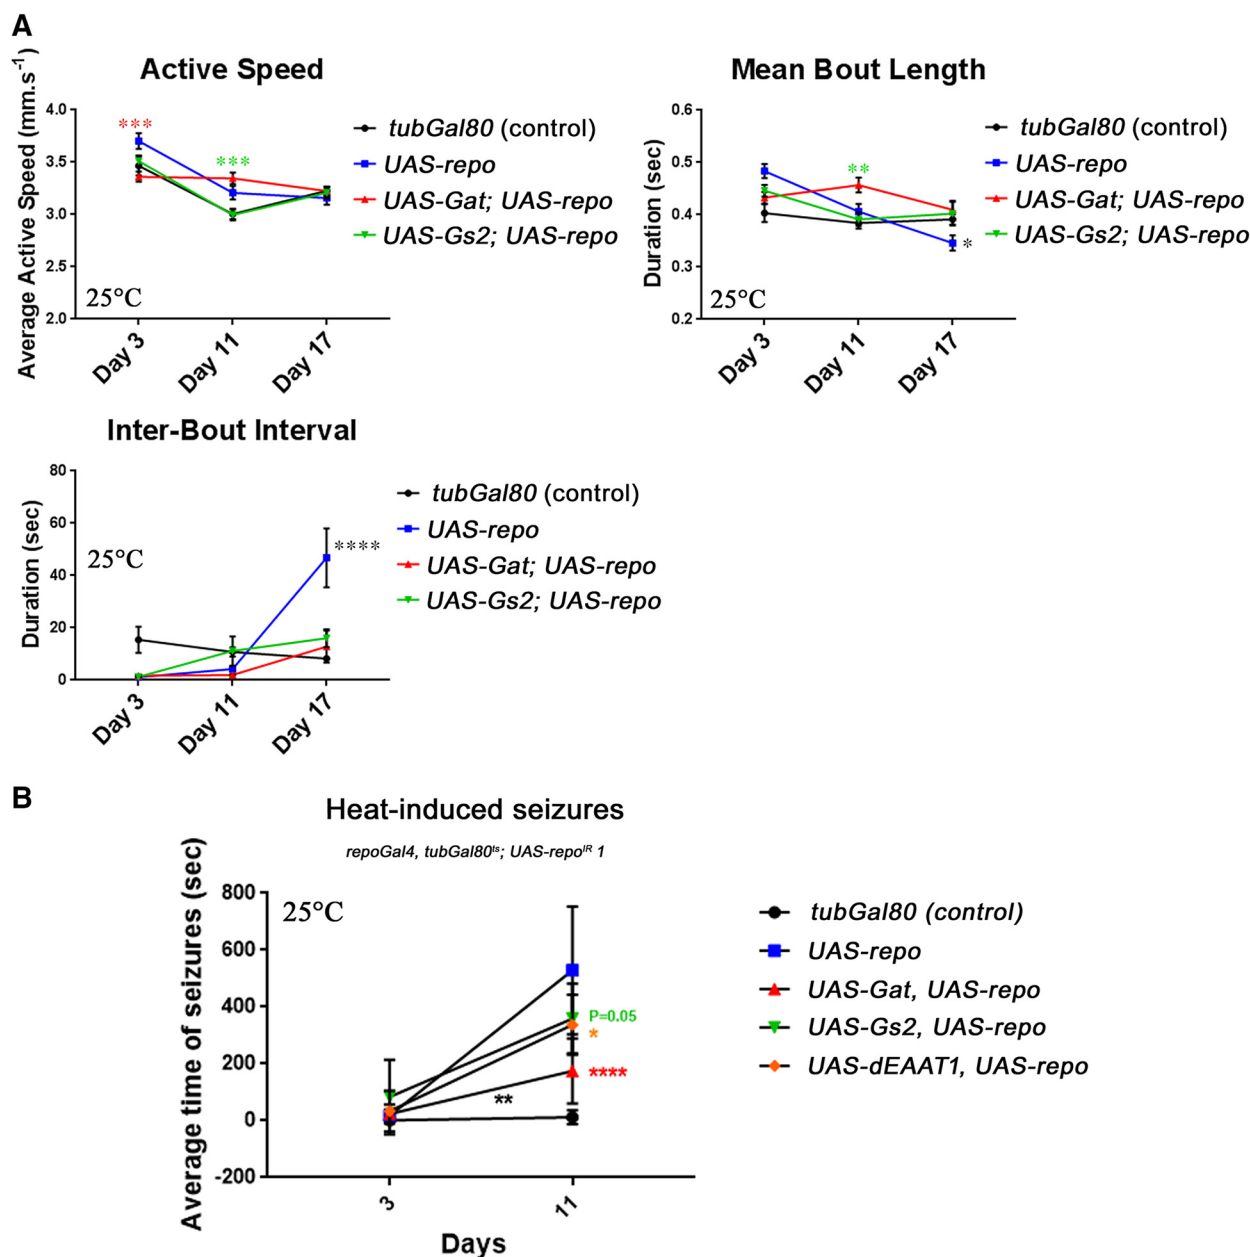 A
Active Speed
Average Active Speed (mm.s⁻¹)
4.0
3.5
3.0
2.5
2.0
***
***
25°C
Day 3
Day 11
Day 17
tubGal80 (control)
UAS-repo
UAS-Gat; UAS-repo
UAS-Gs2; UAS-repo
Mean Bout Length
Duration (sec)
0.6
0.5
0.4
0.3
0.2
**
*
25°C
Day 3
Day 11
Day 17
tubGal80 (control)
UAS-repo
UAS-Gat; UAS-repo
UAS-Gs2; UAS-repo
Inter-Bout Interval
Duration (sec)
80
60
40
20
0
25°C
****
Day 3
Day 11
Day 17
tubGal80 (control)
UAS-repo
UAS-Gat; UAS-repo
UAS-Gs2; UAS-repo
B
Heat-induced seizures
repoGal4, tubGal80ᵗˢ; UAS-repoᴵᴿ 1
Average time of seizures (sec)
800
600
400
200
0
-200
25°C
P=0.05
*
****
**
3
11
Days
tubGal80 (control)
UAS-repo
UAS-Gat, UAS-repo
UAS-Gs2, UAS-repo
UAS-dEAAT1, UAS-repo